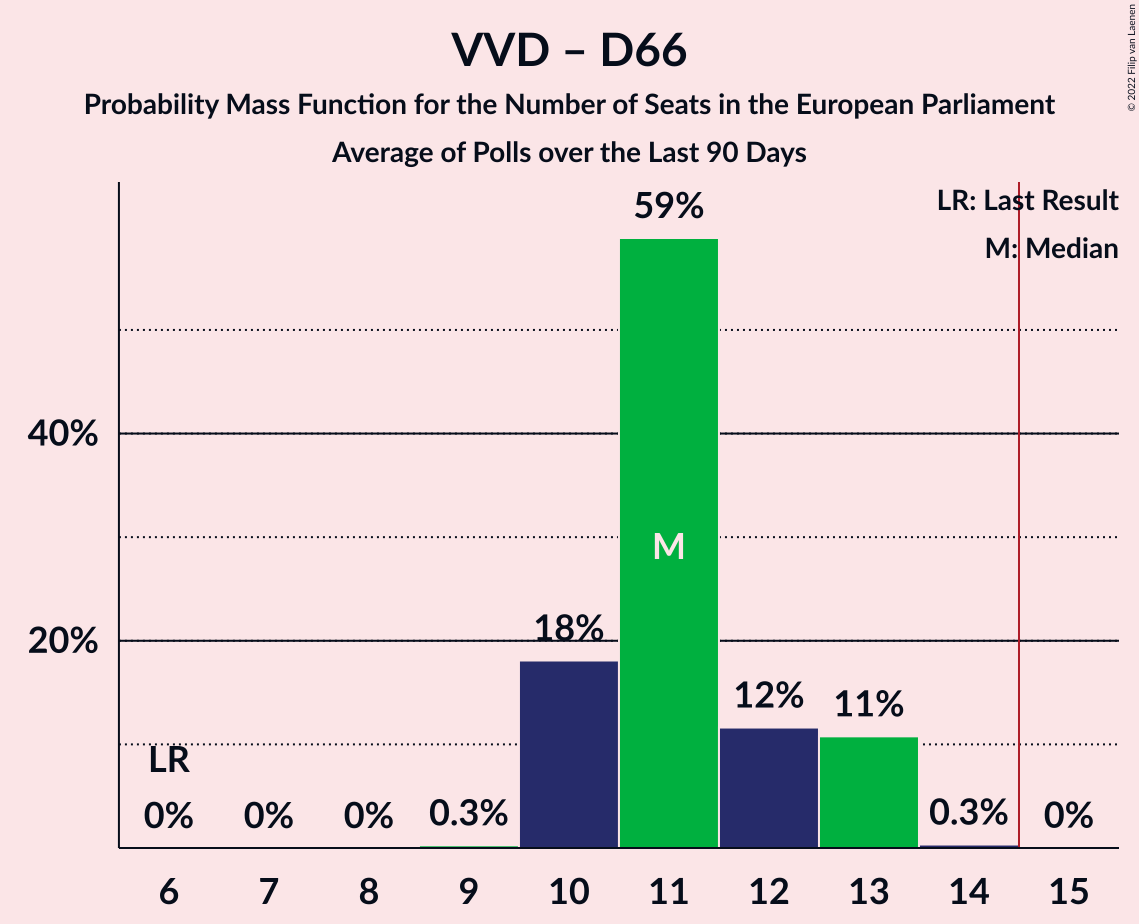 VVD – D66
Probability Mass Function for the Number of Seats in the European Parliament
Average of Polls over the Last 90 Days
© 2022 Filip van Laenen
LR: Last Result
M: Median
59%
40%
M
18%
20%
12%
11%
LR
0%
0%
0%
0.3%
0.3%
0%
6 7 8 9 10 11 12 13 14 15